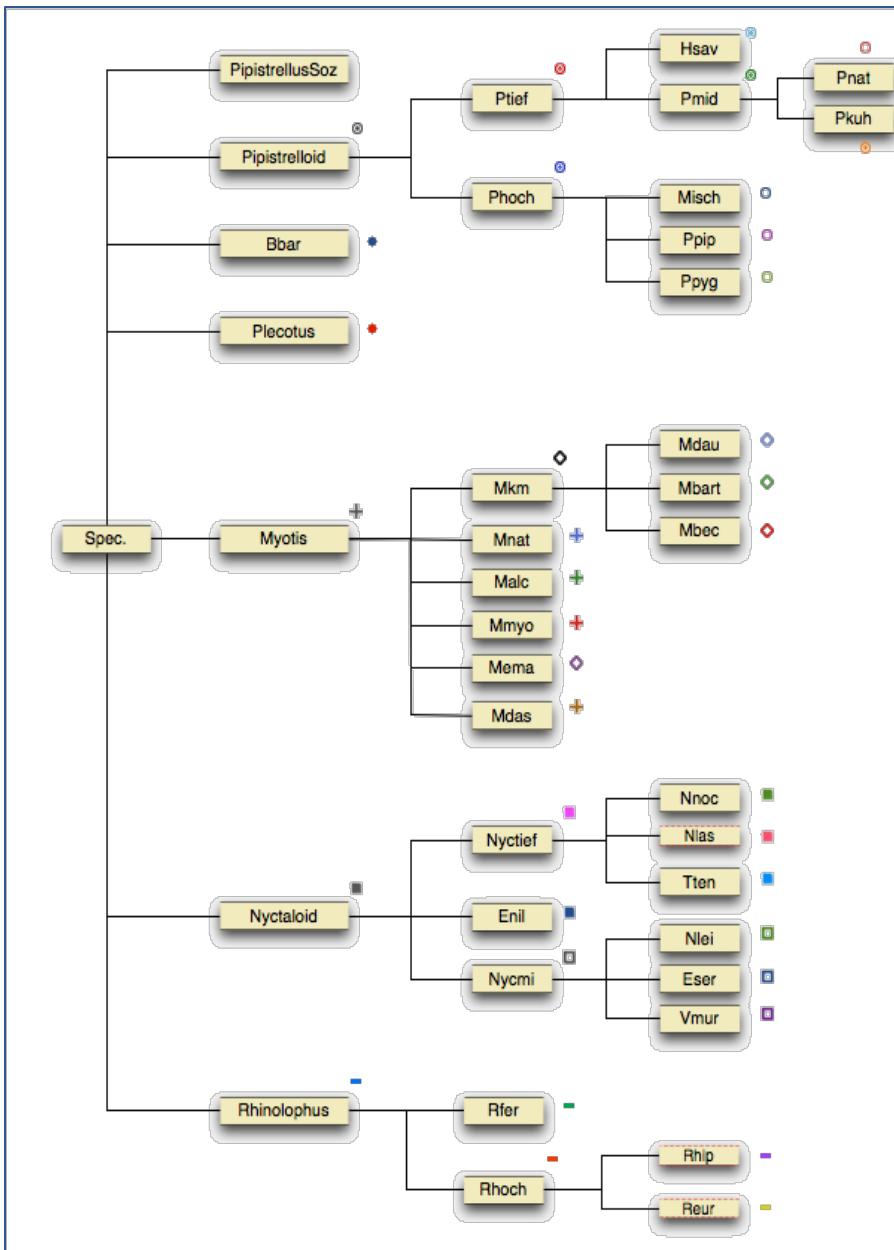 PipistrellusSoz
Pipistrelloid
Ptief
Hsav
Pmid
Pnat
Pkuh
Phoch
Misch
Ppip
Ppyg
Bbar
Plecotus
Spec.
Myotis
Mkm
Mdau
Mbart
Mbec
Mnat
Malc
Mmyo
Mema
Mdas
Nyctaloid
Nyctief
Nnoc
Nlas
Tten
Enil
Nycmi
Nlei
Eser
Vmur
Rhinolophus
Rfer
Rhoch
Rhip
Reur